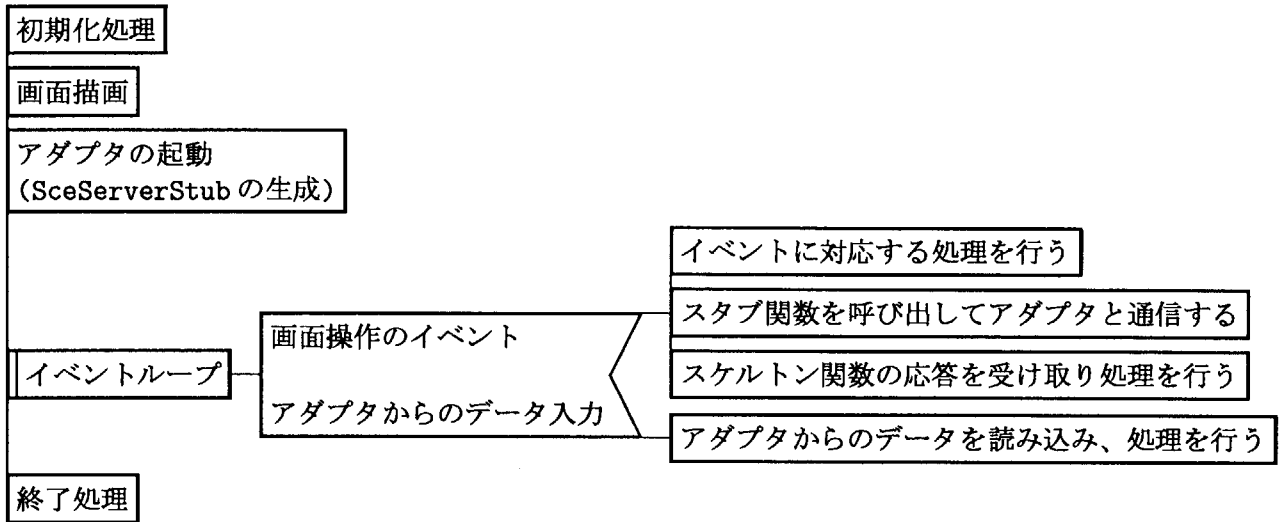 初期化処理
画面描画
アダプタの起動
(SceServerStub の生成)
イベントループ
画面操作のイベント
アダプタからのデータ入力
イベントに対応する処理を行う
スタブ関数を呼び出してアダプタと通信する
スケルトン関数の応答を受け取り処理を行う
アダプタからのデータを読み込み、処理を行う
終了処理